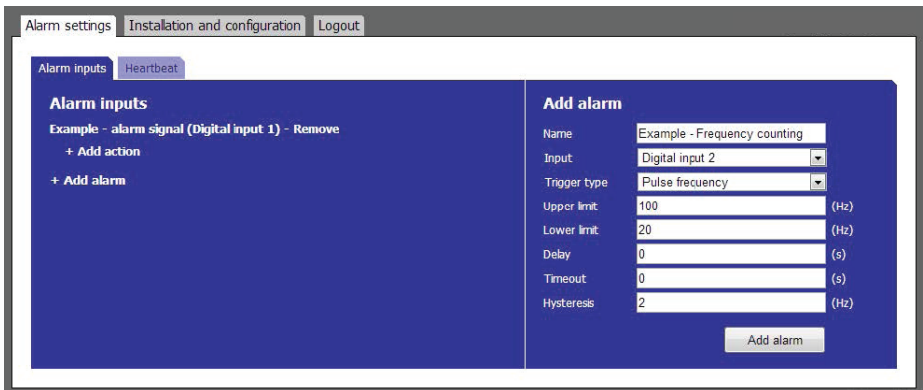 Alarm settings Installation and configuration Logout
Alarm inputs Heartbeat
Alarm inputs
Example - alarm signal (Digital input 1) - Remove
+ Add action
+ Add alarm
Add alarm
Name Example - Frequency counting
Input Digital input 2
Trigger type Pulse frequency
Upper limit 100 (Hz)
Lower limit 20 (Hz)
Delay 0 (s)
Timeout 0 (s)
Hysteresis 2 (Hz)
Add alarm